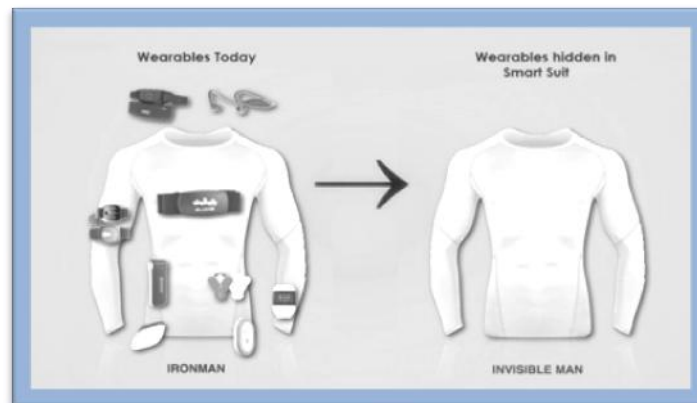 Wearables Today
Wearables hidden in
Smart Suit
IRONMAN
INVISIBLE MAN